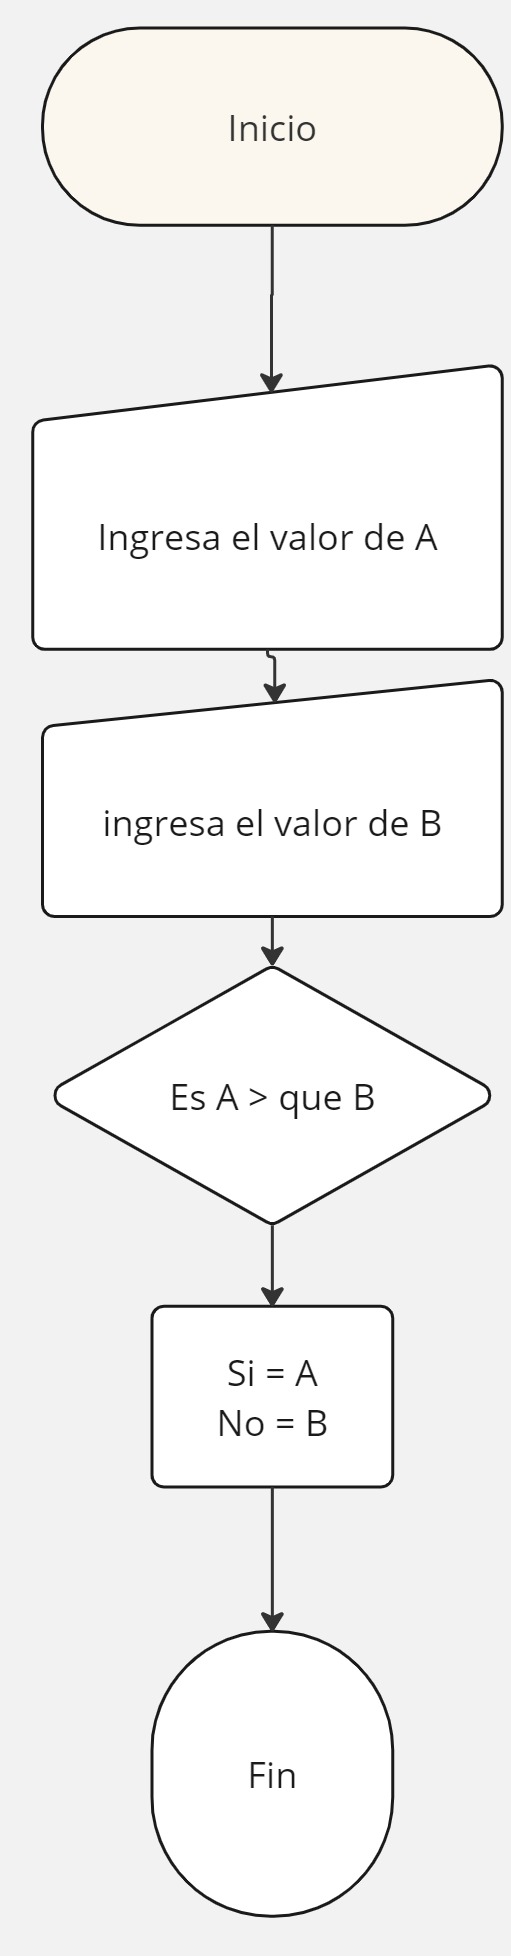 Inicio
Ingresa el valor de A
ingresa el valor de B
Es A > que B
Si = A
No = B
Fin